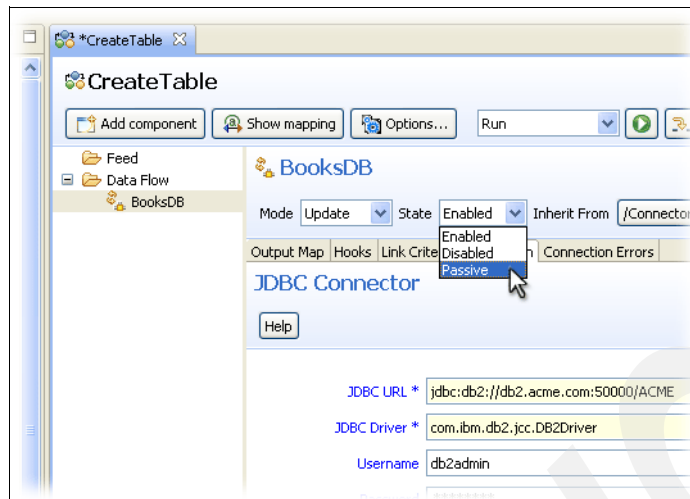 *CreateTable
CreateTable
Add component Show mapping Options... Run
Feed
Data Flow
BooksDB
BooksDB
Mode Update State Enabled Inherit From /Connecto
Enabled
Disabled
Passive
Output Map Hooks Link Crite n Connection Errors
JDBC Connector
Help
JDBC URL * jdbc:db2://db2.acme.com:50000/ACME
JDBC Driver * com.ibm.db2.jcc.DB2Driver
Username db2admin
Password ********